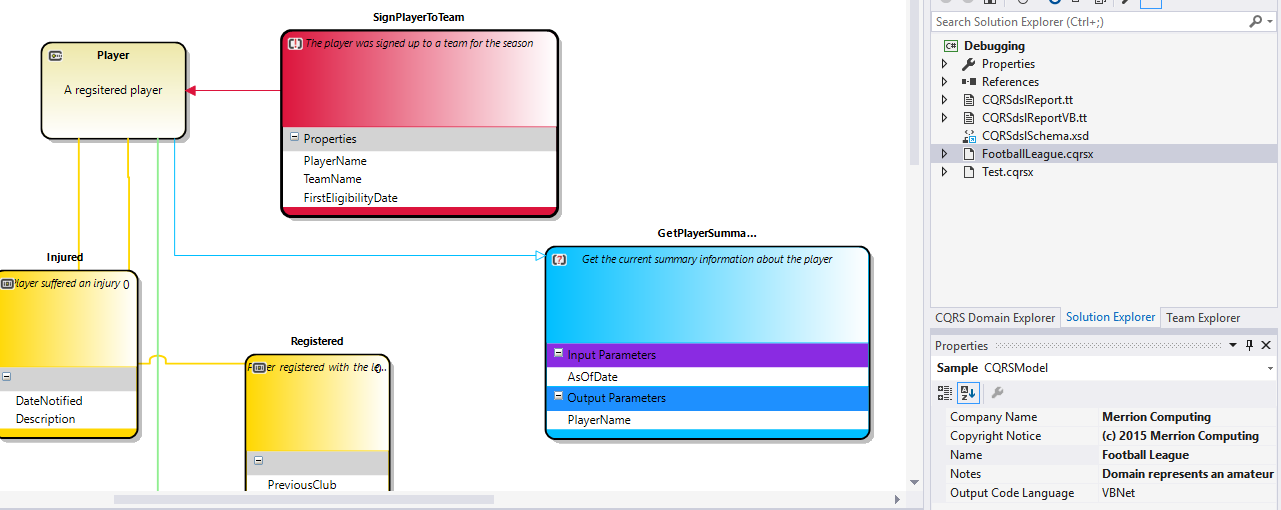 SignPlayerToTeam
The player was signed up to a team for the season
Properties
PlayerName
TeamName
FirstEligibilityDate
Player
A regsitered player
GetPlayerSumma...
Get the current summary information about the player
Input Parameters
AsOfDate
Output Parameters
PlayerName
Injured
Player suffered an injury 0
DateNotified
Description
Registered
registered with the le...
PreviousClub
Search Solution Explorer (Ctrl+;)
C# Debugging
Properties
References
CQRSdslReport.tt
CQRSdslReportVB.tt
CQRSdslSchema.xsd
FootballLeague.cqrsx
Test.cqrsx
CQRS Domain Explorer Solution Explorer Team Explorer
Properties
Sample CQRSModel
Company Name Merrion Computing
Copyright Notice (c) 2015 Merrion Computing
Name Football League
Notes Domain represents an amateur
Output Code Language VBNet